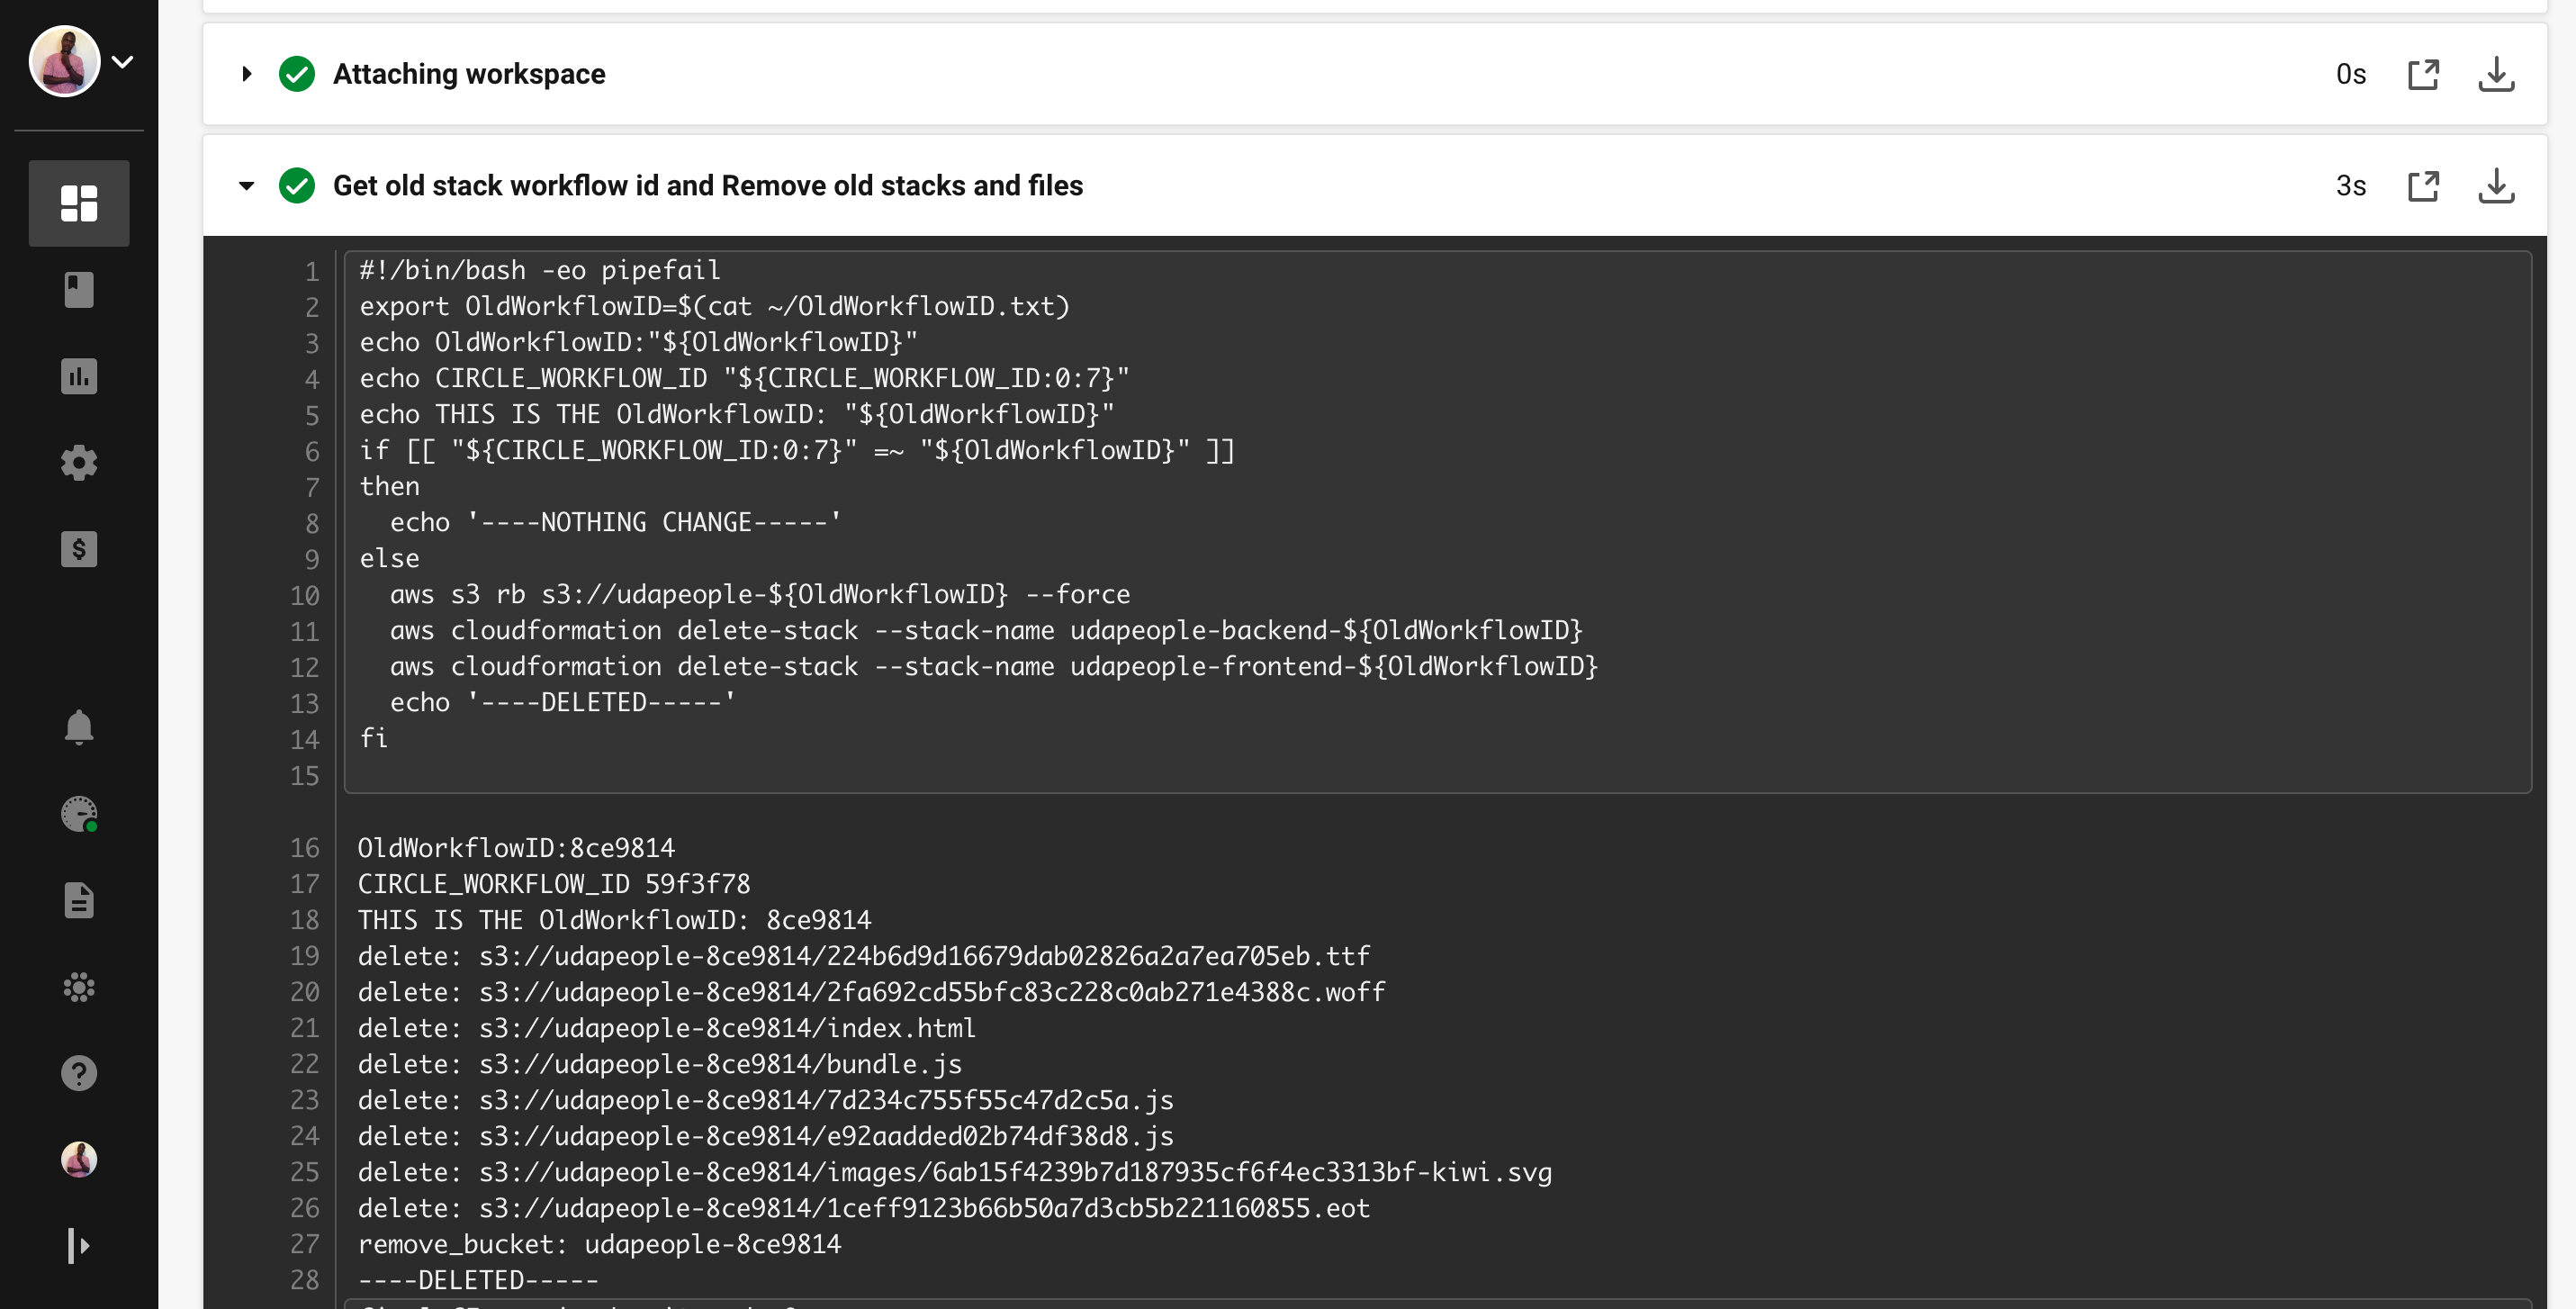 Attaching workspace 0s
Get old stack workflow id and Remove old stacks and files 3s
1 #!/bin/bash -eo pipefail
2 export OldWorkflowID=$(cat ~/OldWorkflowID.txt)
3 echo OldWorkflowID:"${OldWorkflowID}"
4 echo CIRCLE_WORKFLOW_ID "${CIRCLE_WORKFLOW_ID:0:7}"
5 echo THIS IS THE OldWorkflowID: "${OldWorkflowID}"
6 if [[ "${CIRCLE_WORKFLOW_ID:0:7}" =~ "${OldWorkflowID}" ]]
7 then
8   echo '----NOTHING CHANGE-----'
9 else
10   aws s3 rb s3://udapeople-${OldWorkflowID} --force
11   aws cloudformation delete-stack --stack-name udapeople-backend-${OldWorkflowID}
12   aws cloudformation delete-stack --stack-name udapeople-frontend-${OldWorkflowID}
13   echo '----DELETED-----'
14 fi
15
16 OldWorkflowID:8ce9814
17 CIRCLE_WORKFLOW_ID 59f3f78
18 THIS IS THE OldWorkflowID: 8ce9814
19 delete: s3://udapeople-8ce9814/224b6d9d16679dab02826a2a7ea705eb.ttf
20 delete: s3://udapeople-8ce9814/2fa692cd55bfc83c228c0ab271e4388c.woff
21 delete: s3://udapeople-8ce9814/index.html
22 delete: s3://udapeople-8ce9814/bundle.js
23 delete: s3://udapeople-8ce9814/7d234c755f55c47d2c5a.js
24 delete: s3://udapeople-8ce9814/e92aadded02b74df38d8.js
25 delete: s3://udapeople-8ce9814/images/6ab15f4239b7d187935cf6f4ec3313bf-kiwi.svg
26 delete: s3://udapeople-8ce9814/1ceff9123b66b50a7d3cb5b221160855.eot
27 remove_bucket: udapeople-8ce9814
28 ----DELETED-----